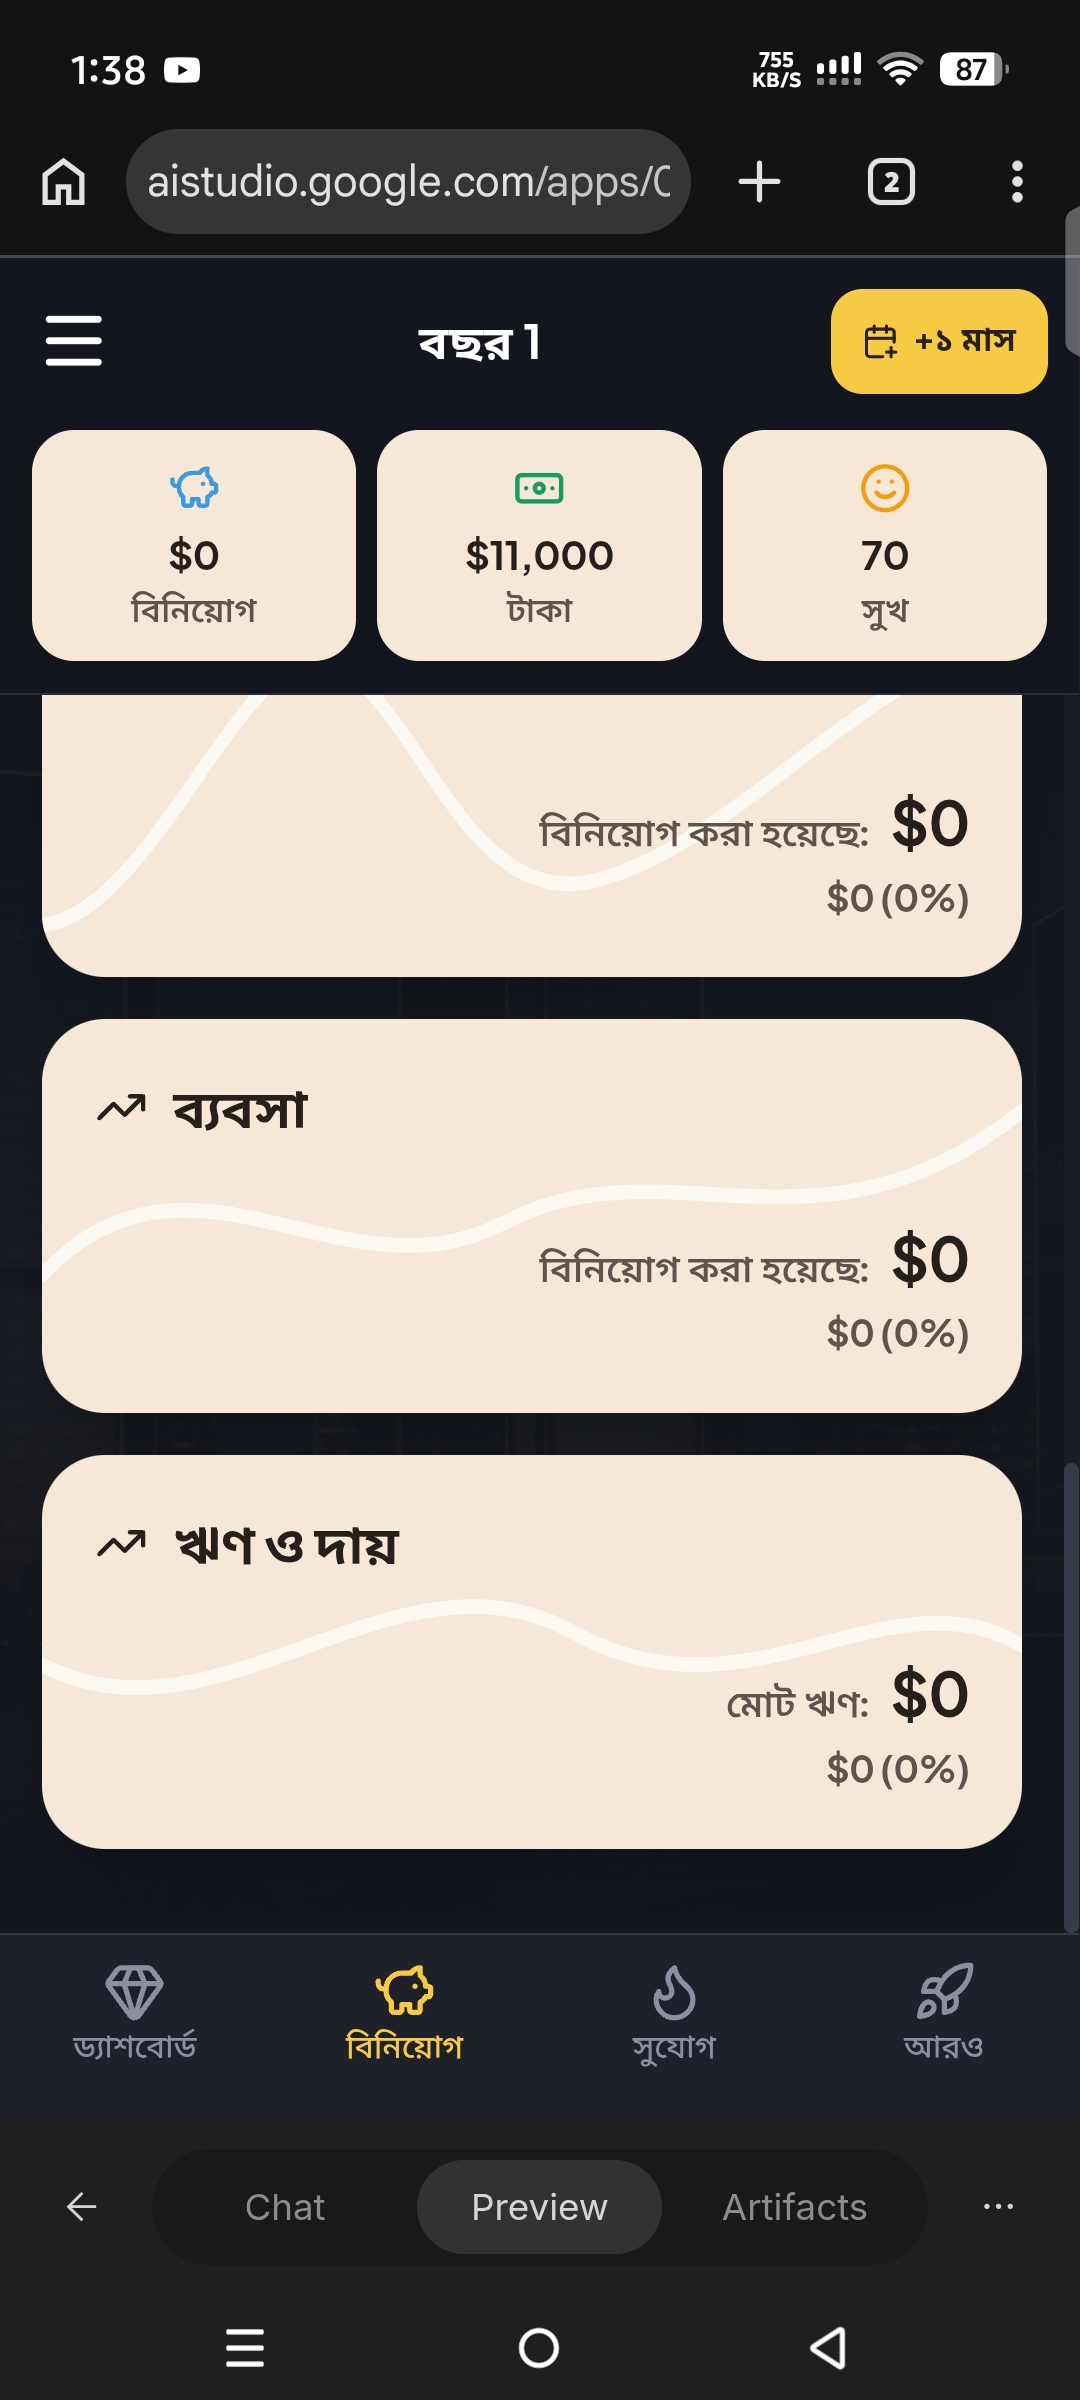 1:38
755
KB/S
87
aistudio.google.com/apps/
2
বছর 1
+১ মাস
$0
বিনিয়োগ
$11,000
টাকা
70
সুখ
বিনিয়োগ করা হয়েছে: $0
$0 (0%)
ব্যবসা
বিনিয়োগ করা হয়েছে: $0
$0 (0%)
ঋণ ও দায়
মোট ঋণ: $0
$0 (0%)
ড্যাশবোর্ড
বিনিয়োগ
সুযোগ
আরও
Chat
Preview
Artifacts